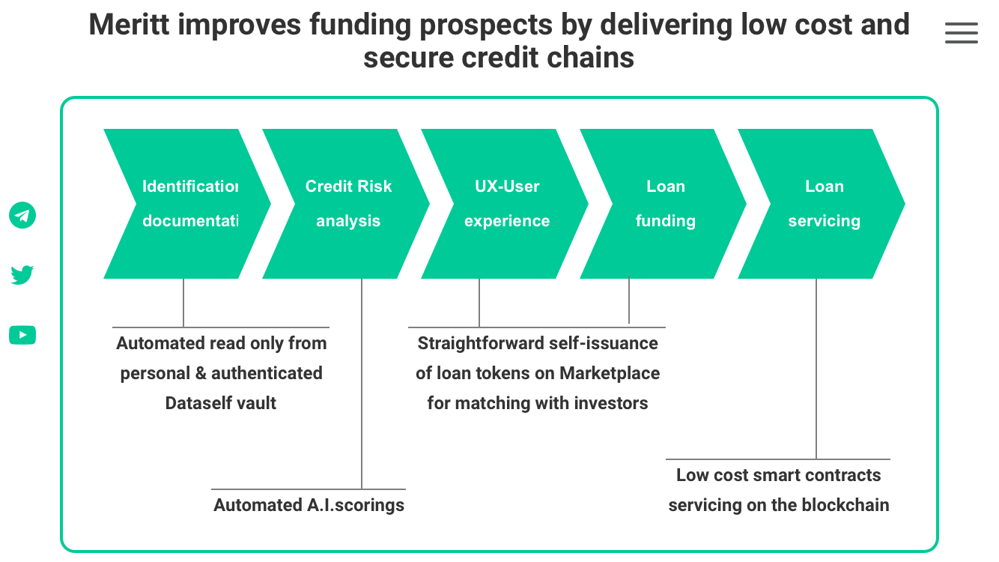 Meritt improves funding prospects by delivering low cost and
secure credit chains
Identification
documentati
Credit Risk
analysis
UX-User
experience
Loan
funding
Loan
servicing
Automated read only from
personal & authenticated
Dataself vault
Straightforward self-issuance
of loan tokens on Marketplace
for matching with investors
Low cost smart contracts
servicing on the blockchain
Automated A.I.scorings